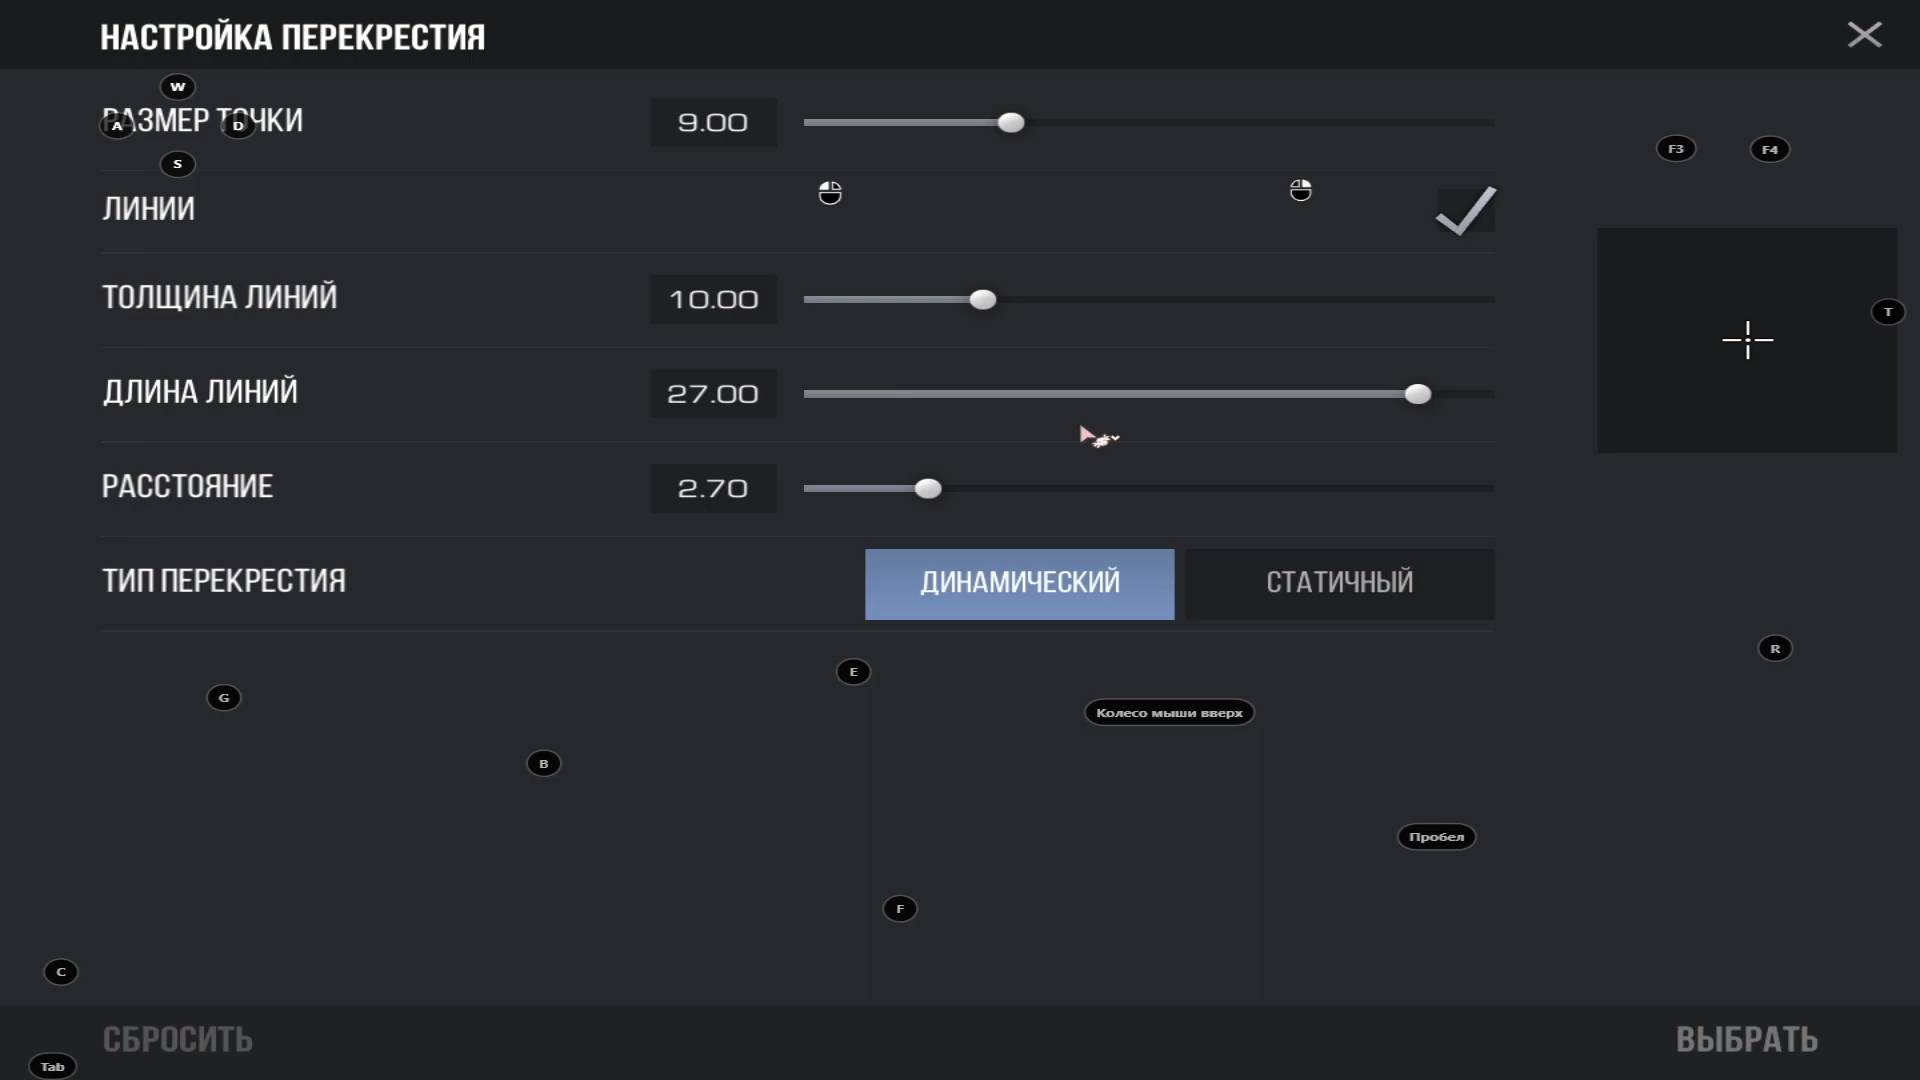 НАСТРОЙКА ПЕРЕКРЕСТИЯ
W
РАЗМЕР ТОЧКИ
9.00
A
D
F3
F4
S
ЛИНИИ
ТОЛЩИНА ЛИНИЙ
10.00
T
ДЛИНА ЛИНИЙ
27.00
РАССТОЯНИЕ
2.70
ТИП ПЕРЕКРЕСТИЯ
ДИНАМИЧЕСКИЙ
СТАТИЧНЫЙ
R
E
G
Колесо мыши вверх
B
Пробел
F
C
СБРОСИТЬ
ВЫБРАТЬ
Tab